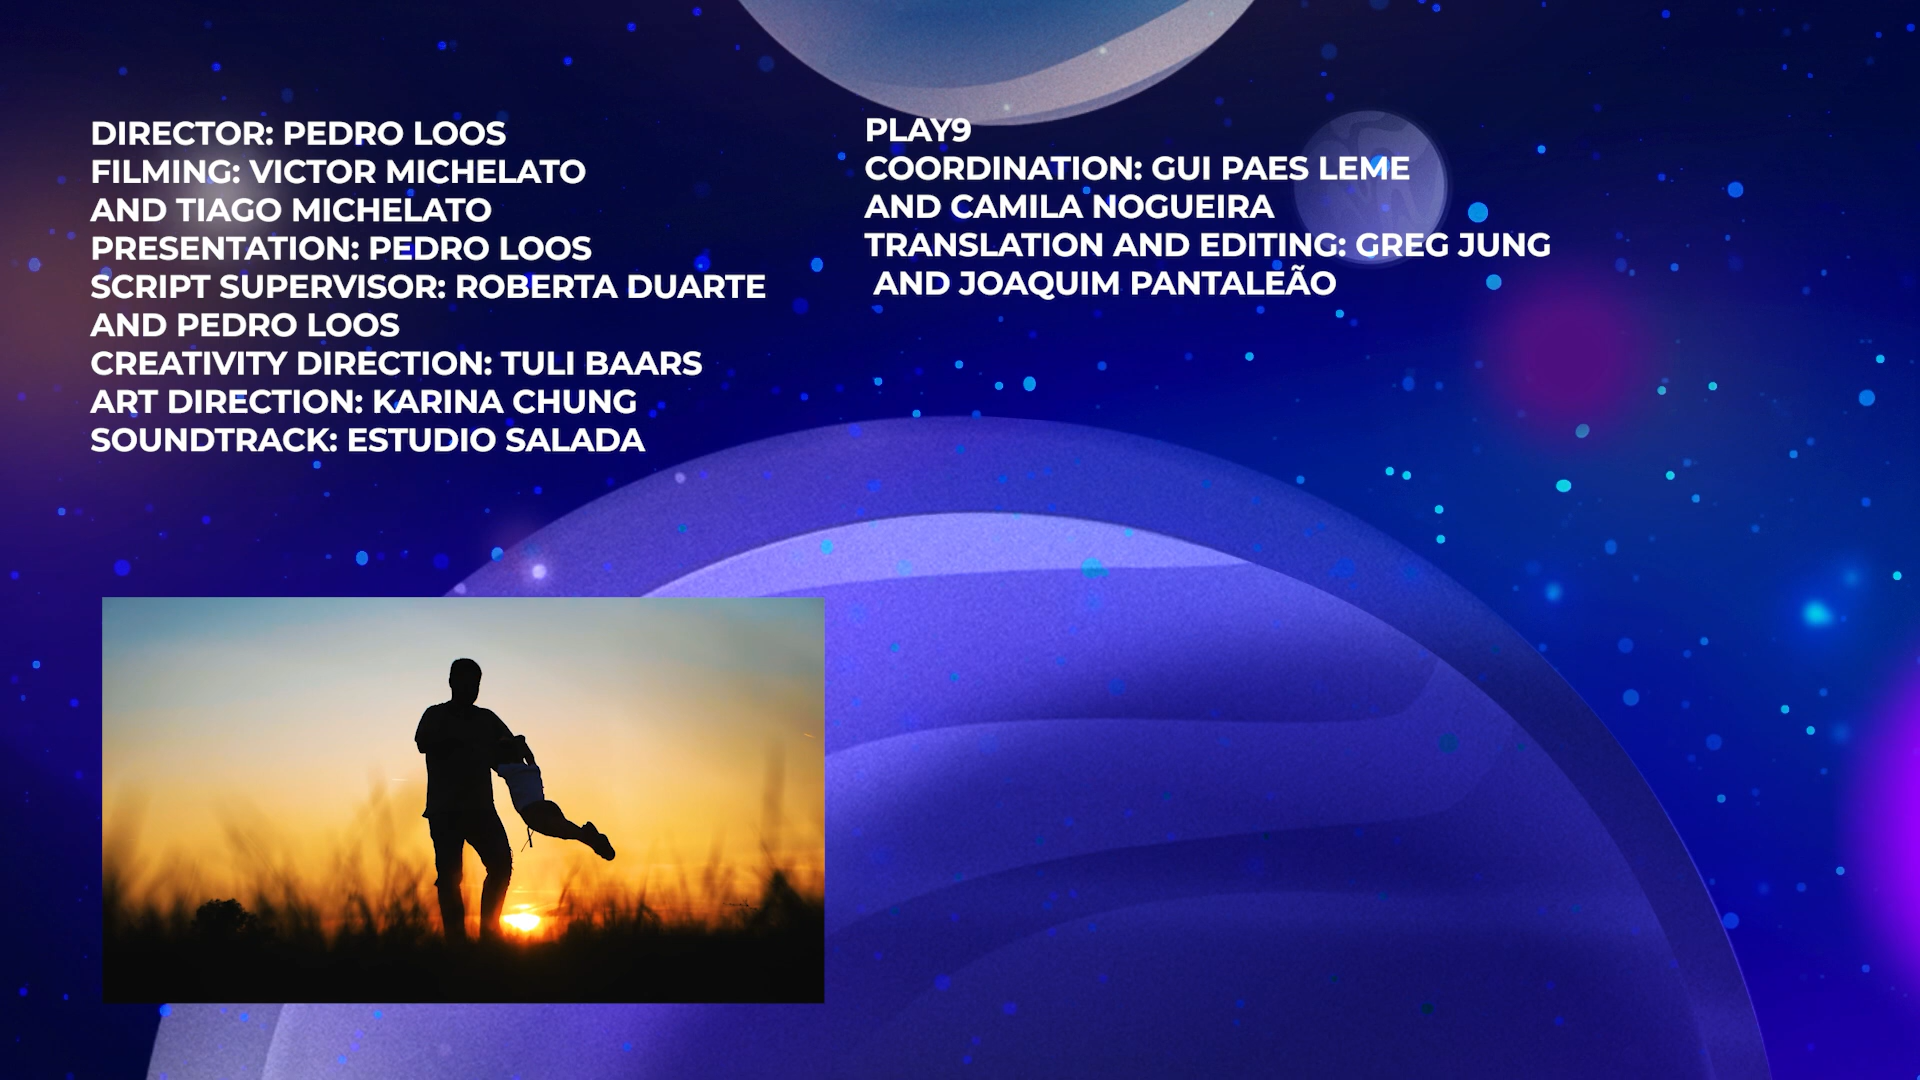 DIRECTOR: PEDRO LOOS
FILMING: VICTOR MICHELATO
AND TIAGO MICHELATO
PRESENTATION: PEDRO LOOS
SCRIPT SUPERVISOR: ROBERTA DUARTE
AND PEDRO LOOS
CREATIVITY DIRECTION: TULI BAARS
ART DIRECTION: KARINA CHUNG
SOUNDTRACK: ESTUDIO SALADA
PLAY9
COORDINATION: GUI PAES LEME
AND CAMILA NOGUEIRA
TRANSLATION AND EDITING: GREG JUNG
AND JOAQUIM PANTALEÃO